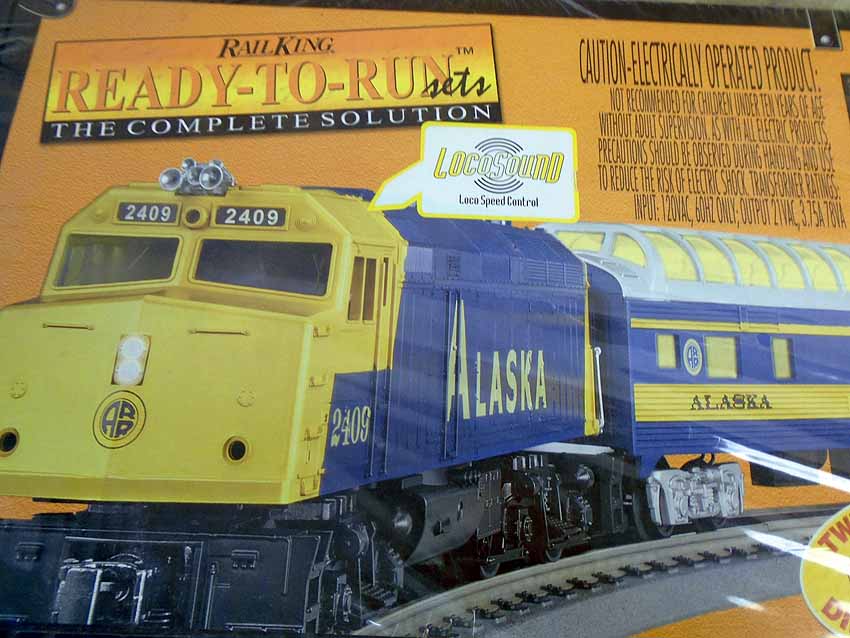 RAILKING
READY-TO-RUN™
sets
THE COMPLETE SOLUTION
CAUTION-ELECTRICALLY OPERATED PRODUCT:
NOT RECOMMENDED FOR CHILDREN UNDER TEN YEARS OF AGE
WITHOUT ADULT SUPERVISION. AS WITH ALL ELECTRIC PRODUCTS,
PRECAUTIONS SHOULD BE OBSERVED DURING HANDLING AND USE
TO REDUCE THE RISK OF ELECTRIC SHOCK. TRANSFORMER RATINGS:
INPUT: 120VAC, 60HZ ONLY; OUTPUT 21VAC, 3.75A 78VA
LOCOSOUND
Loco Speed Control
2409 2409
ALASKA
2409
ARR
ARR
ALASKA
TWO